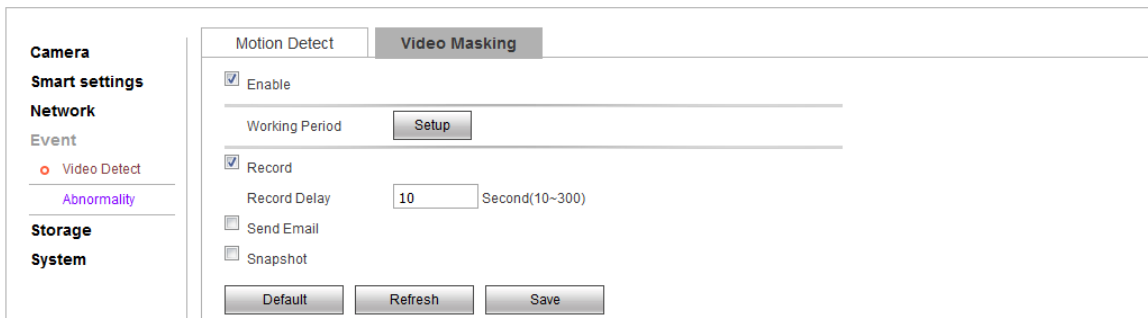 Camera
Smart settings
Network
Event
Video Detect
Abnormality
Storage
System
Motion Detect
Video Masking
Enable
Working Period Setup
Record
Record Delay 10 Second(10~300)
Send Email
Snapshot
Default Refresh Save